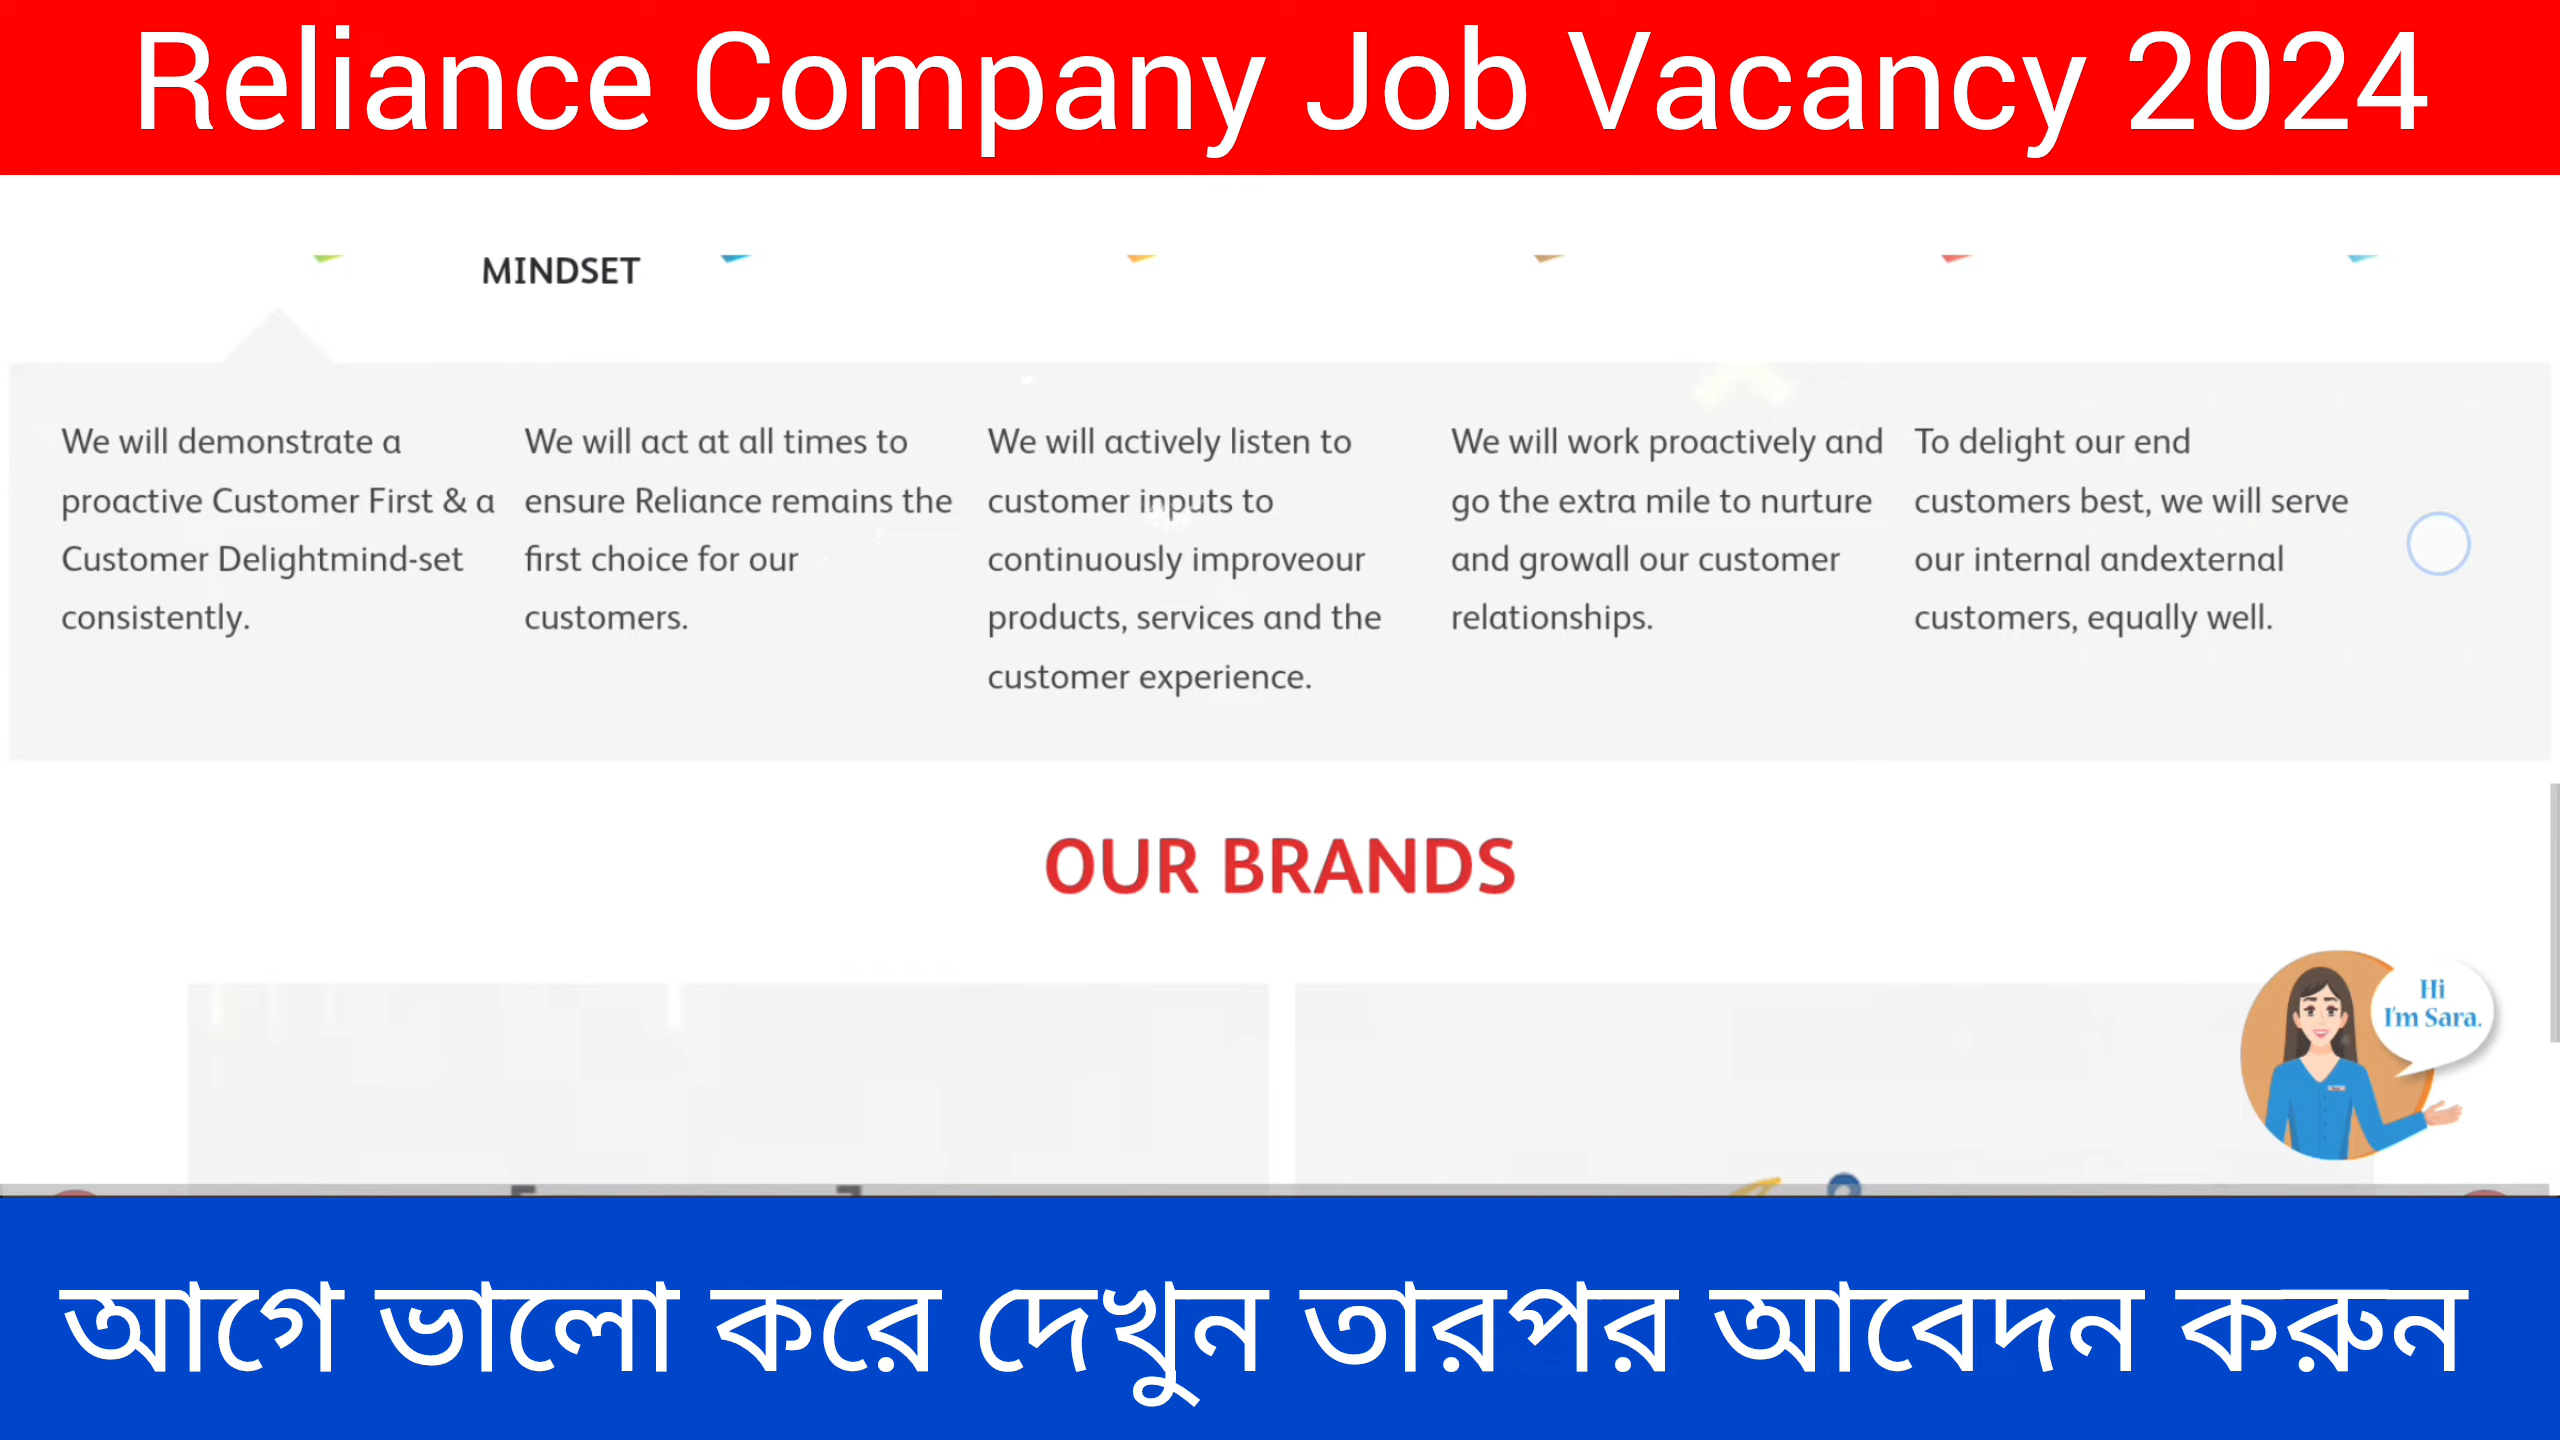 Reliance Company Job Vacancy 2024
MINDSET
We will demonstrate a
proactive Customer First & a
Customer Delightmind-set
consistently.
We will act at all times to
ensure Reliance remains the
first choice for our
customers.
We will actively listen to
customer inputs to
continuously improveour
products, services and the
customer experience.
We will work proactively and
go the extra mile to nurture
and growall our customer
relationships.
To delight our end
customers best, we will serve
our internal andexternal
customers, equally well.
OUR BRANDS
Hi
I'm Sara.
আগে ভালো করে দেখুন তারপর আবেদন করুন